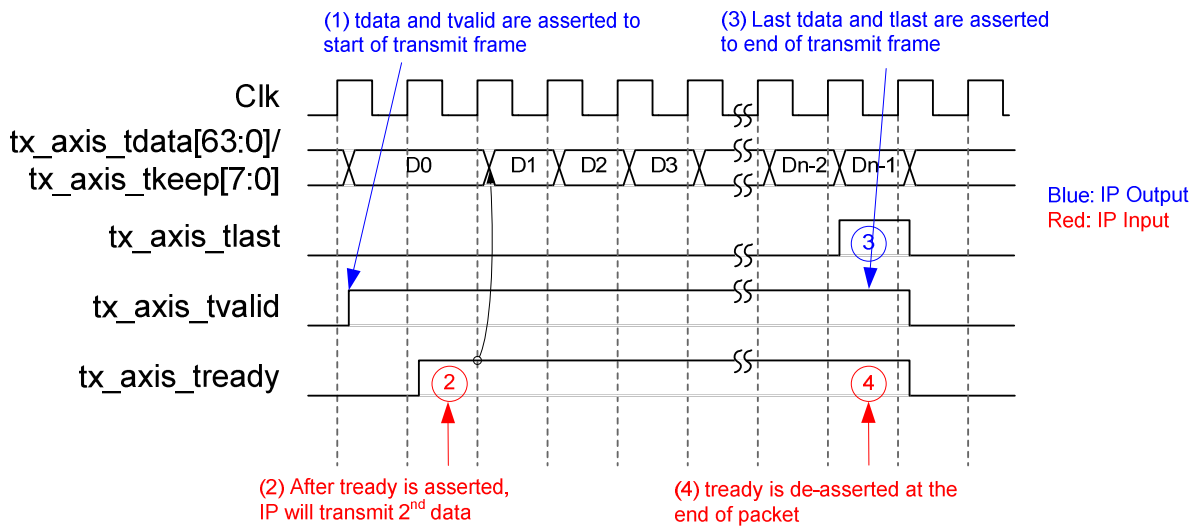 (1) tdata and tvalid are asserted to
start of transmit frame
(3) Last tdata and tlast are asserted
to end of transmit frame
Clk
tx_axis_tdata[63:0]/
tx_axis_tkeep[7:0]
D0
D1
D2
D3
Dn-2
Dn-1
Blue: IP Output
Red: IP Input
tx_axis_tlast
3
tx_axis_tvalid
tx_axis_tready
2
4
(2) After tready is asserted,
IP will transmit 2nd data
(4) tready is de-asserted at the
end of packet